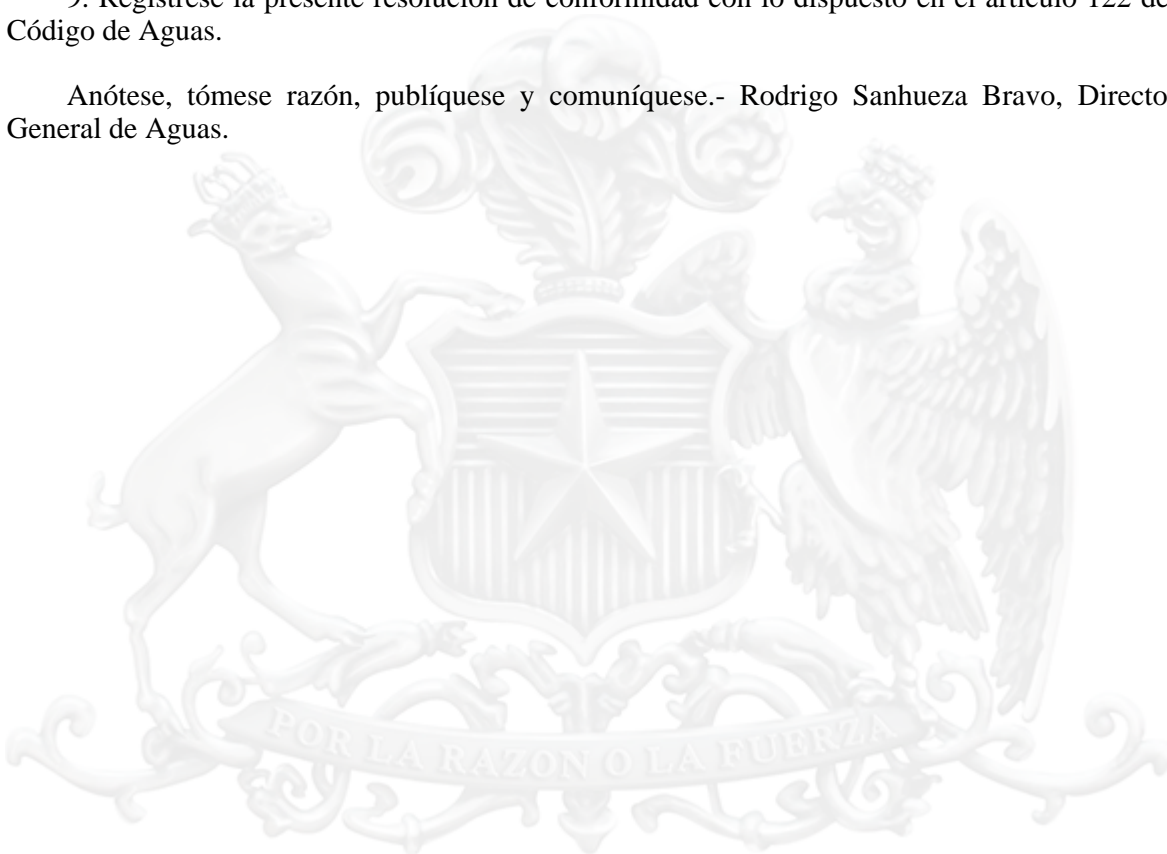 9. Regístrese la presente resolución de conformidad con lo dispuesto en el artículo 122 de
Código de Aguas.
Anótese, tómese razón, publíquese y comuníquese.- Rodrigo Sanhueza Bravo, Directo
General de Aguas.
POR LA RAZON O LA FUERZA